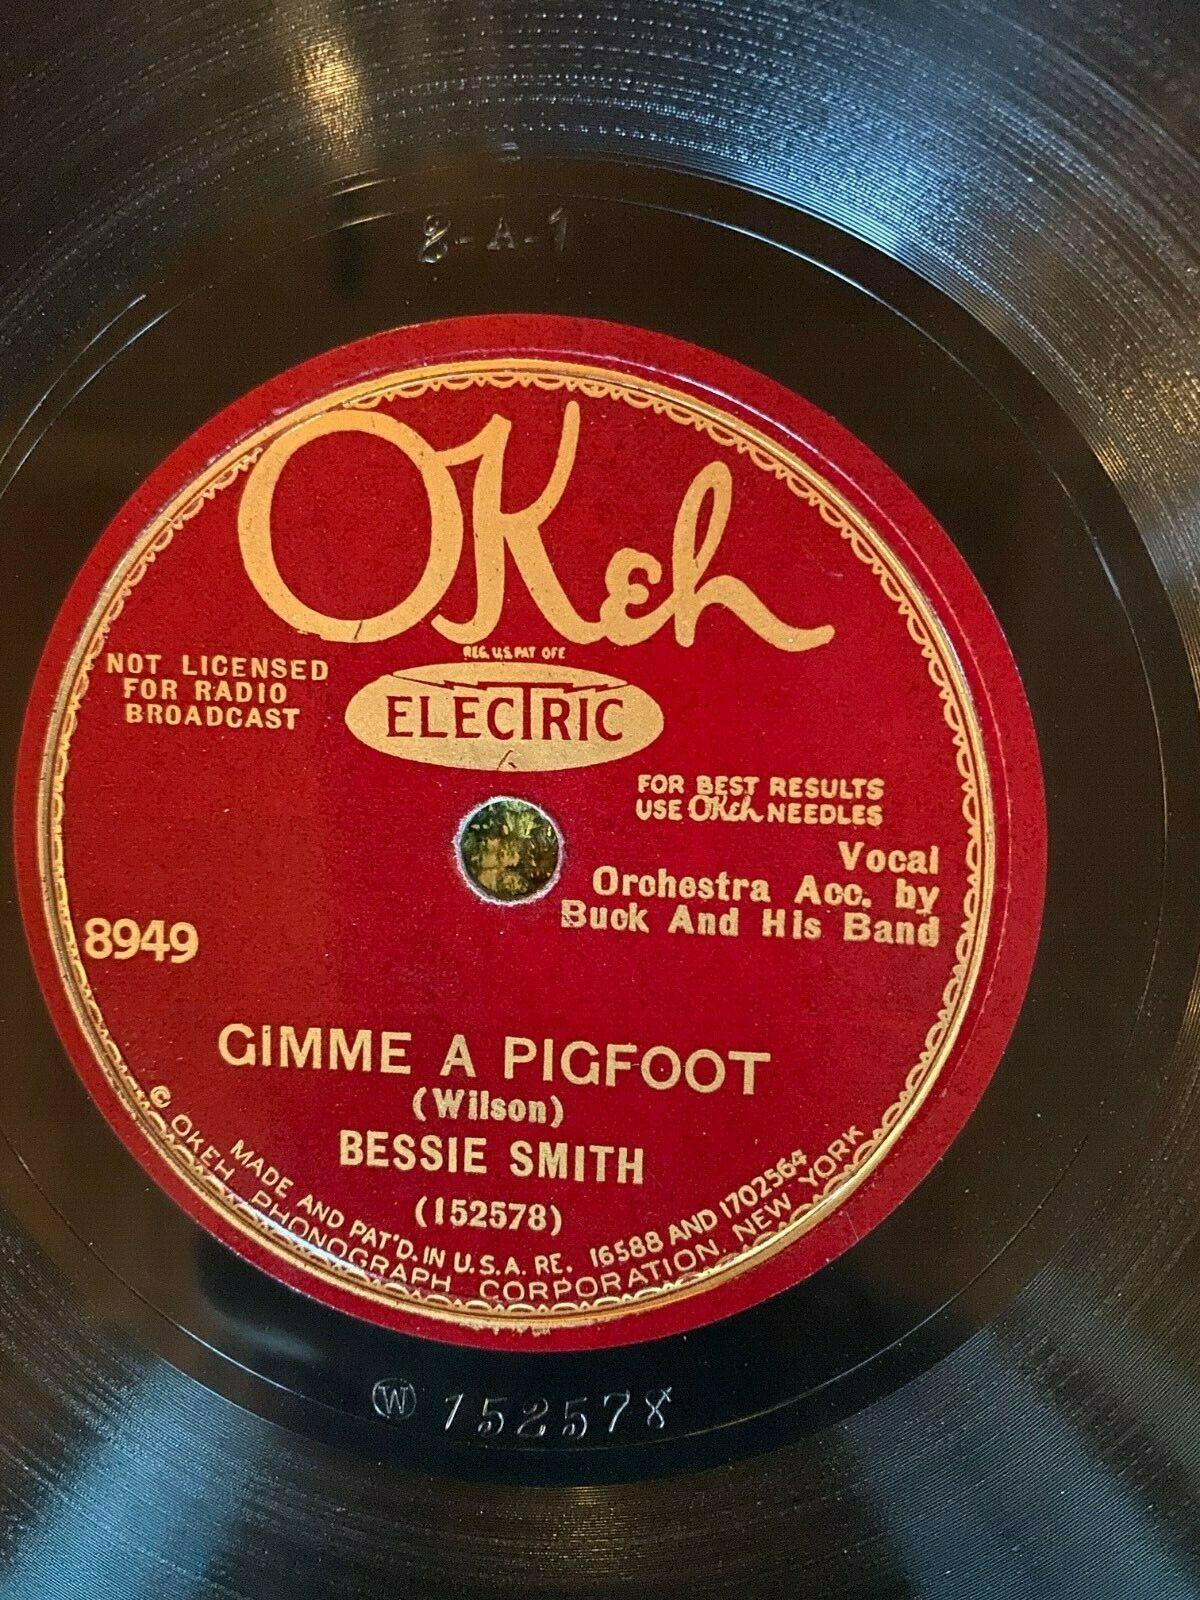 8-A-1
OKeh
REG. U.S. PAT. OFF.
ELECTRIC
NOT LICENSED
FOR RADIO
BROADCAST
FOR BEST RESULTS
USE OKeh NEEDLES
Vocal
Orchestra Acc. by
Buck And His Band
8949
GIMME A PIGFOOT
(Wilson)
BESSIE SMITH
(152578)
MADE AND PAT'D. IN U.S.A. RE. 16588 AND 1702564
© OKEH PHONOGRAPH CORPORATION, NEW YORK
W 152578